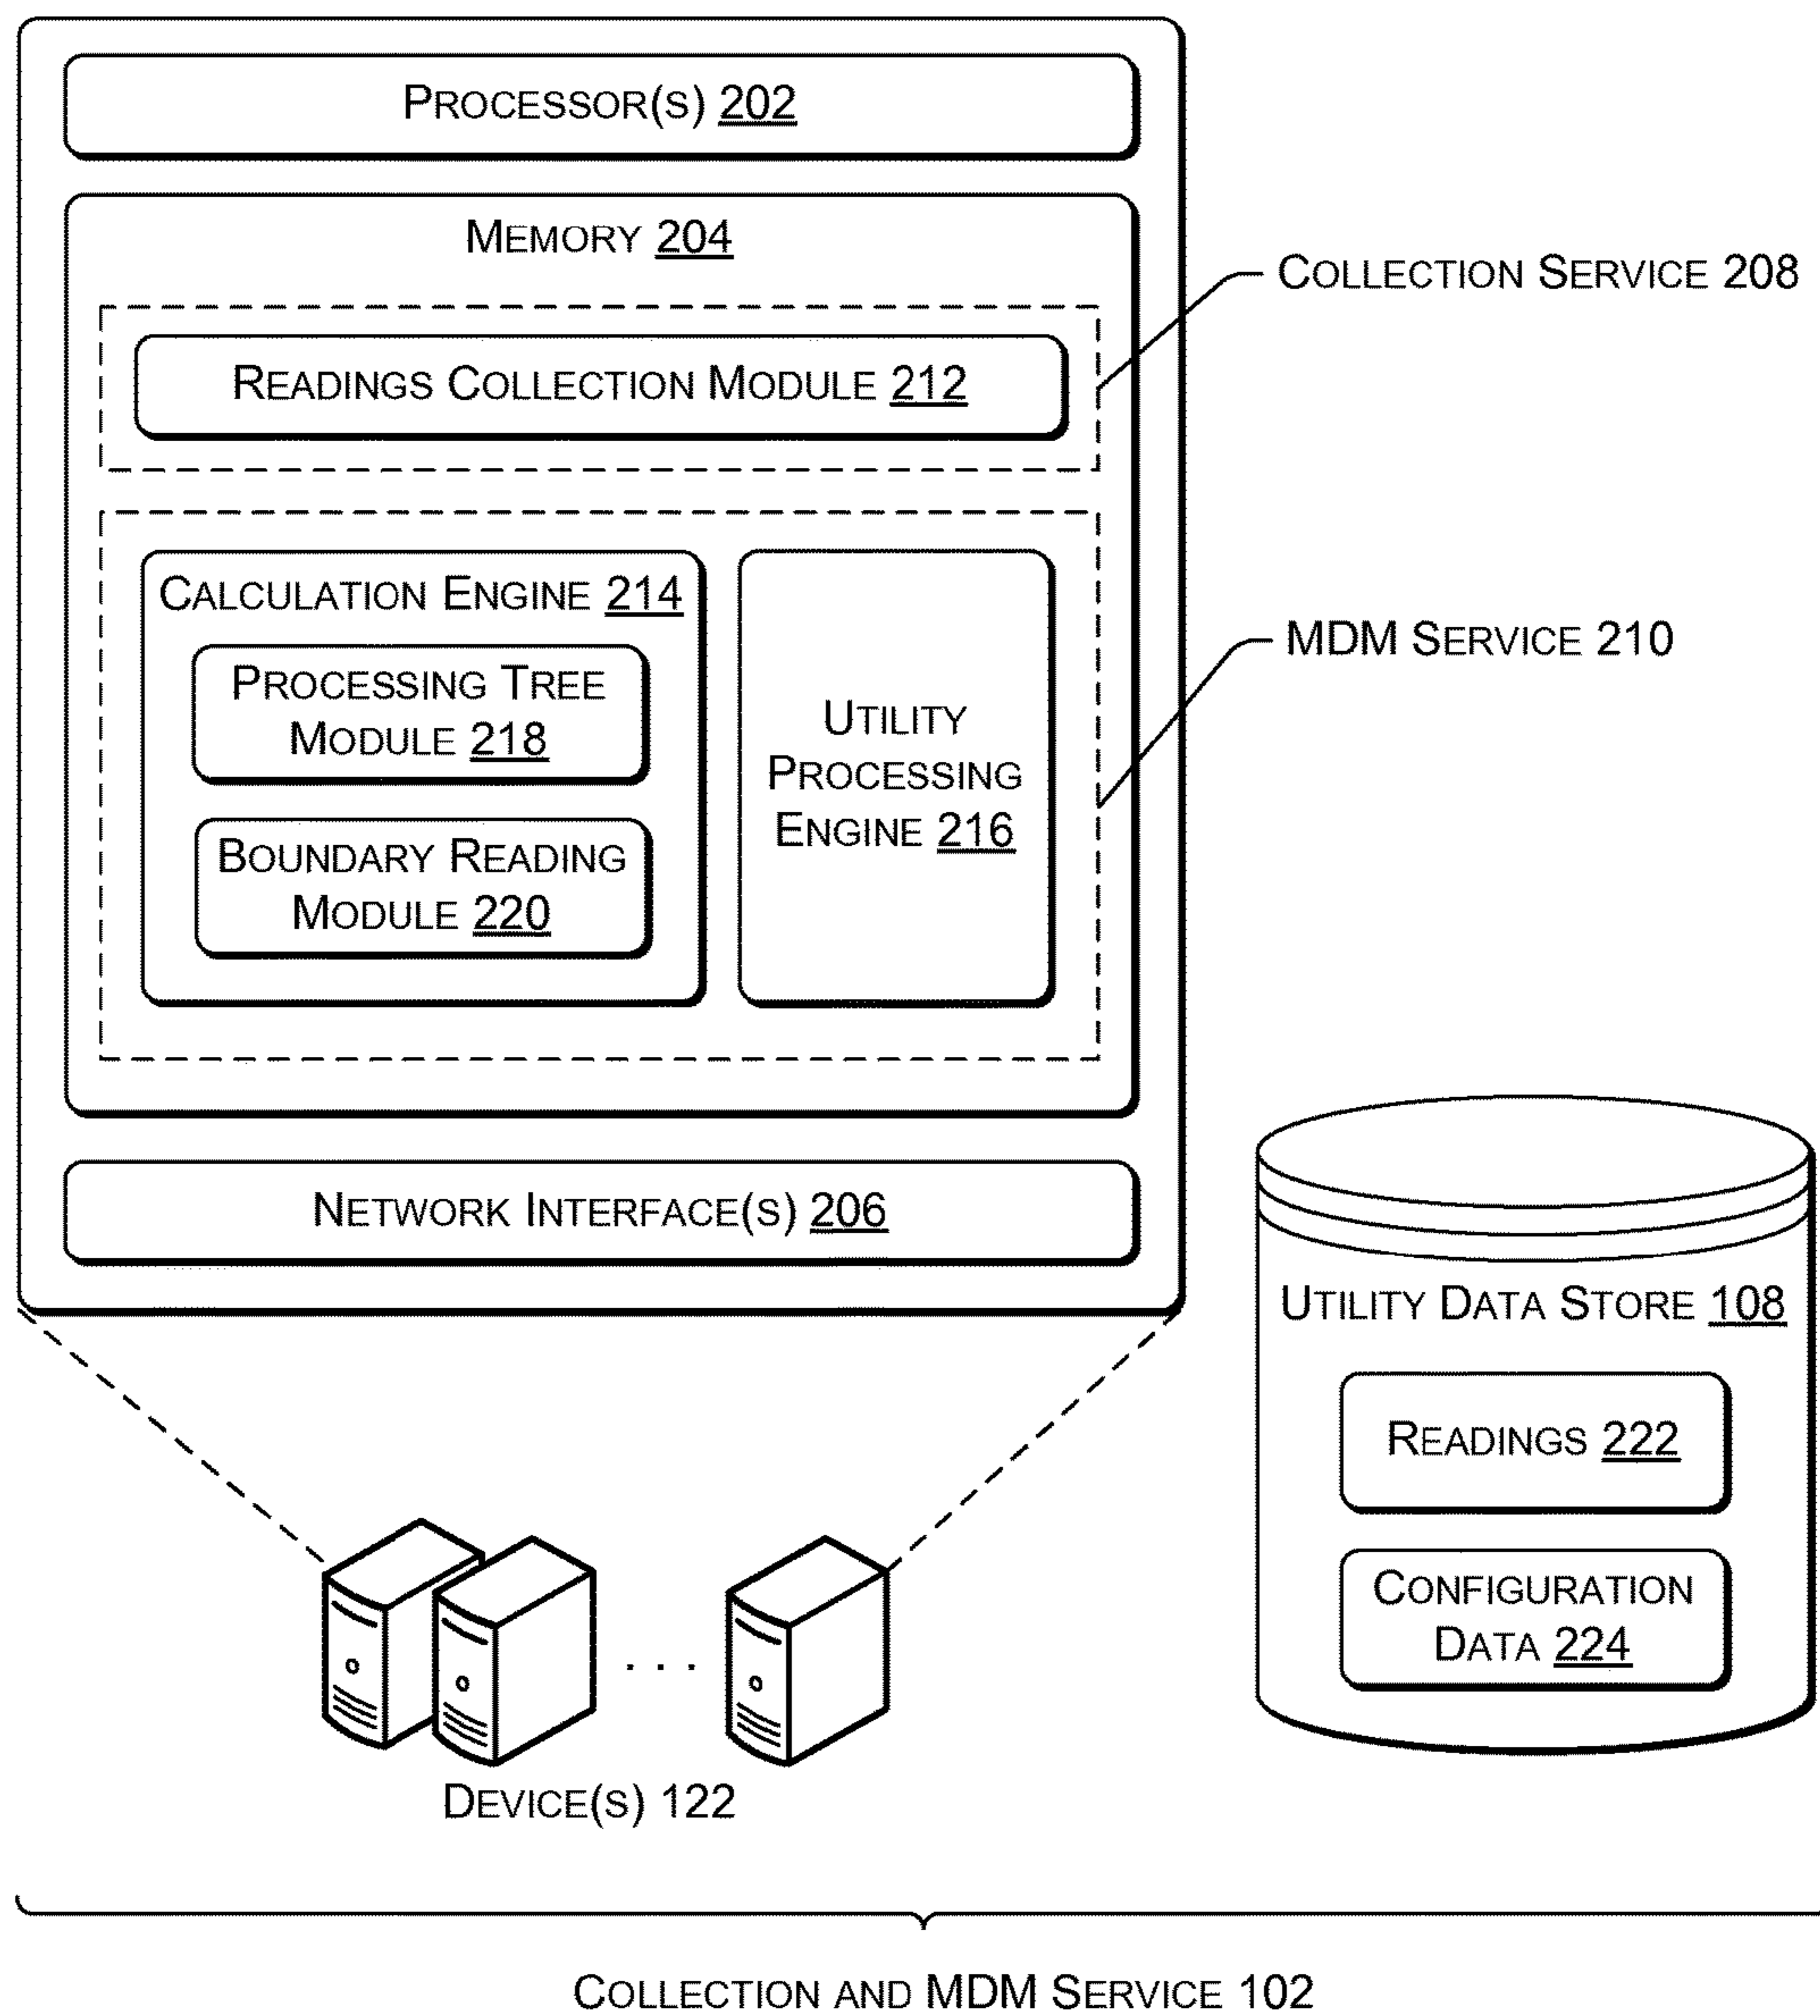 PROCESSOR(S) 202
MEMORY 204
COLLECTION SERVICE 208
READINGS COLLECTION MODULE 212
CALCULATION ENGINE 214
PROCESSING TREE
MODULE 218
BOUNDARY READING
MODULE 220
UTILITY
PROCESSING
ENGINE 216
MDM SERVICE 210
NETWORK INTERFACE(S) 206
UTILITY DATA STORE 108
READINGS 222
CONFIGURATION
DATA 224
. . .
DEVICE(S) 122
COLLECTION AND MDM SERVICE 102